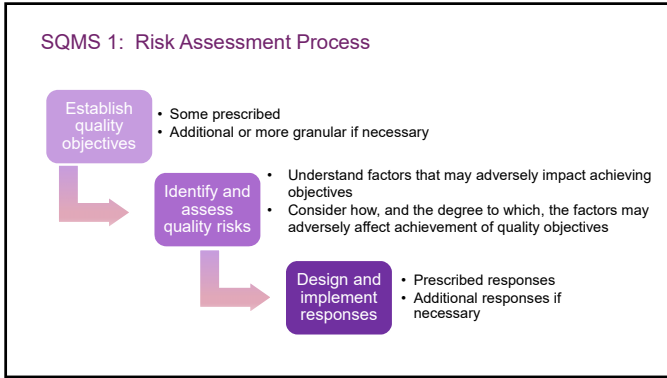 SQMS 1: Risk Assessment Process
Establish
quality
objectives
• Some prescribed
• Additional or more granular if necessary
Identify and
assess
quality risks
• Understand factors that may adversely impact achieving
objectives
• Consider how, and the degree to which, the factors may
adversely affect achievement of quality objectives
Design and
implement
responses
• Prescribed responses
• Additional responses if
necessary